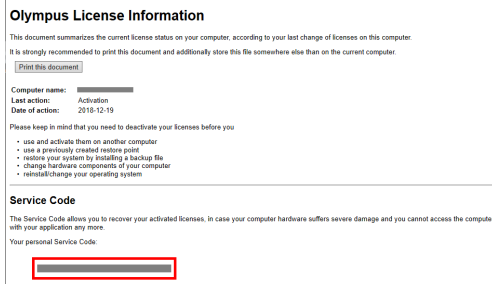 Olympus License Information
This document summarizes the current license status on your computer, according to your last change of licenses on this computer.
It is strongly recommended to print this document and additionally store this file somewhere else than on the current computer.
Print this document
Computer name:
Last action: Activation
Date of action: 2018-12-19
Please keep in mind that you need to deactivate your licenses before you
• use and activate them on another computer
• use a previously created restore point
• restore your system by installing a backup file
• change hardware components of your computer
• reinstall/change your operating system
Service Code
The Service Code allows you to recover your activated licenses, in case your computer hardware suffers severe damage and you cannot access the compute
with your application any more.
Your personal Service Code: